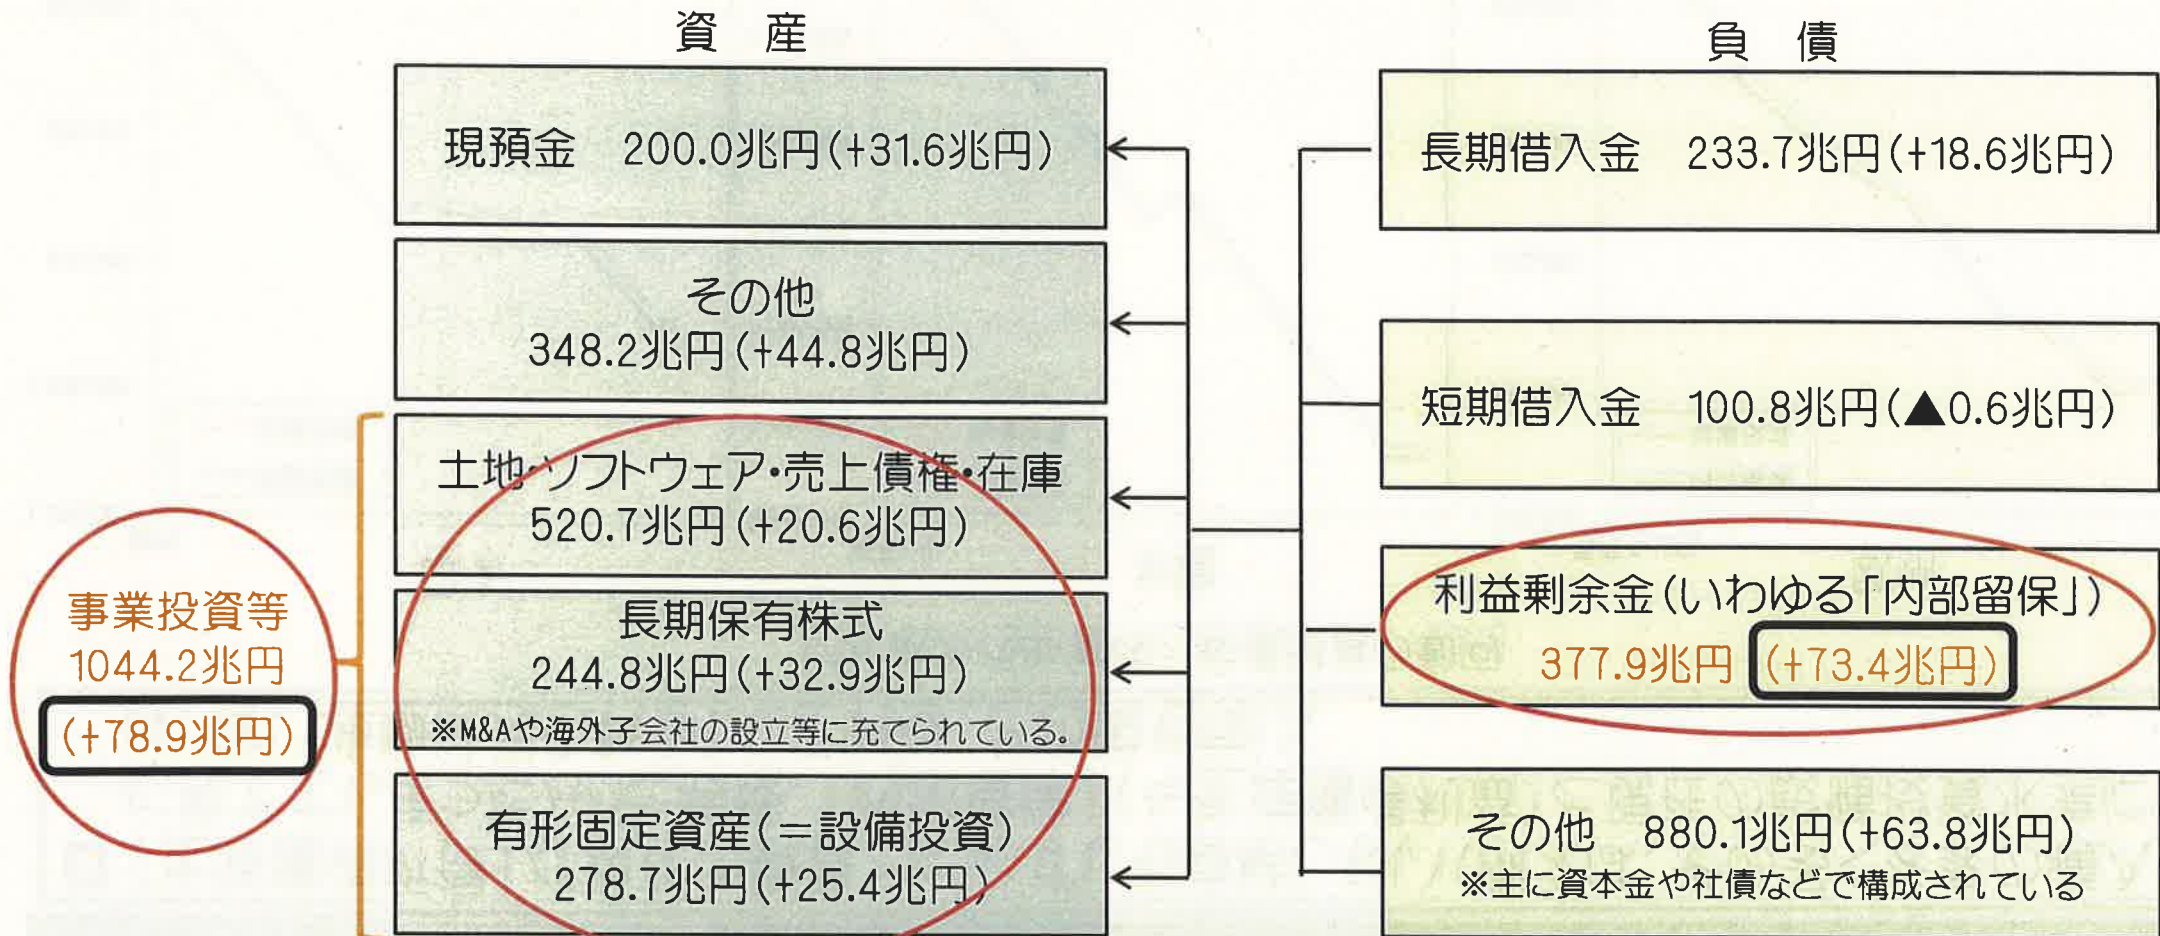 資 産
現預金 200.0兆円(+31.6兆円)
その他
348.2兆円(+44.8兆円)
土地・ソフトウェア・売上債権・在庫
520.7兆円(+20.6兆円)
長期保有株式
244.8兆円(+32.9兆円)
※M&Aや海外子会社の設立等に充てられている。
有形固定資産(=設備投資)
278.7兆円(+25.4兆円)
事業投資等
1044.2兆円
(+78.9兆円)
負 債
長期借入金 233.7兆円(+18.6兆円)
短期借入金 100.8兆円(▲0.6兆円)
利益剰余金(いわゆる「内部留保」)
377.9兆円 (+73.4兆円)
その他 880.1兆円(+63.8兆円)
※主に資本金や社債などで構成されている